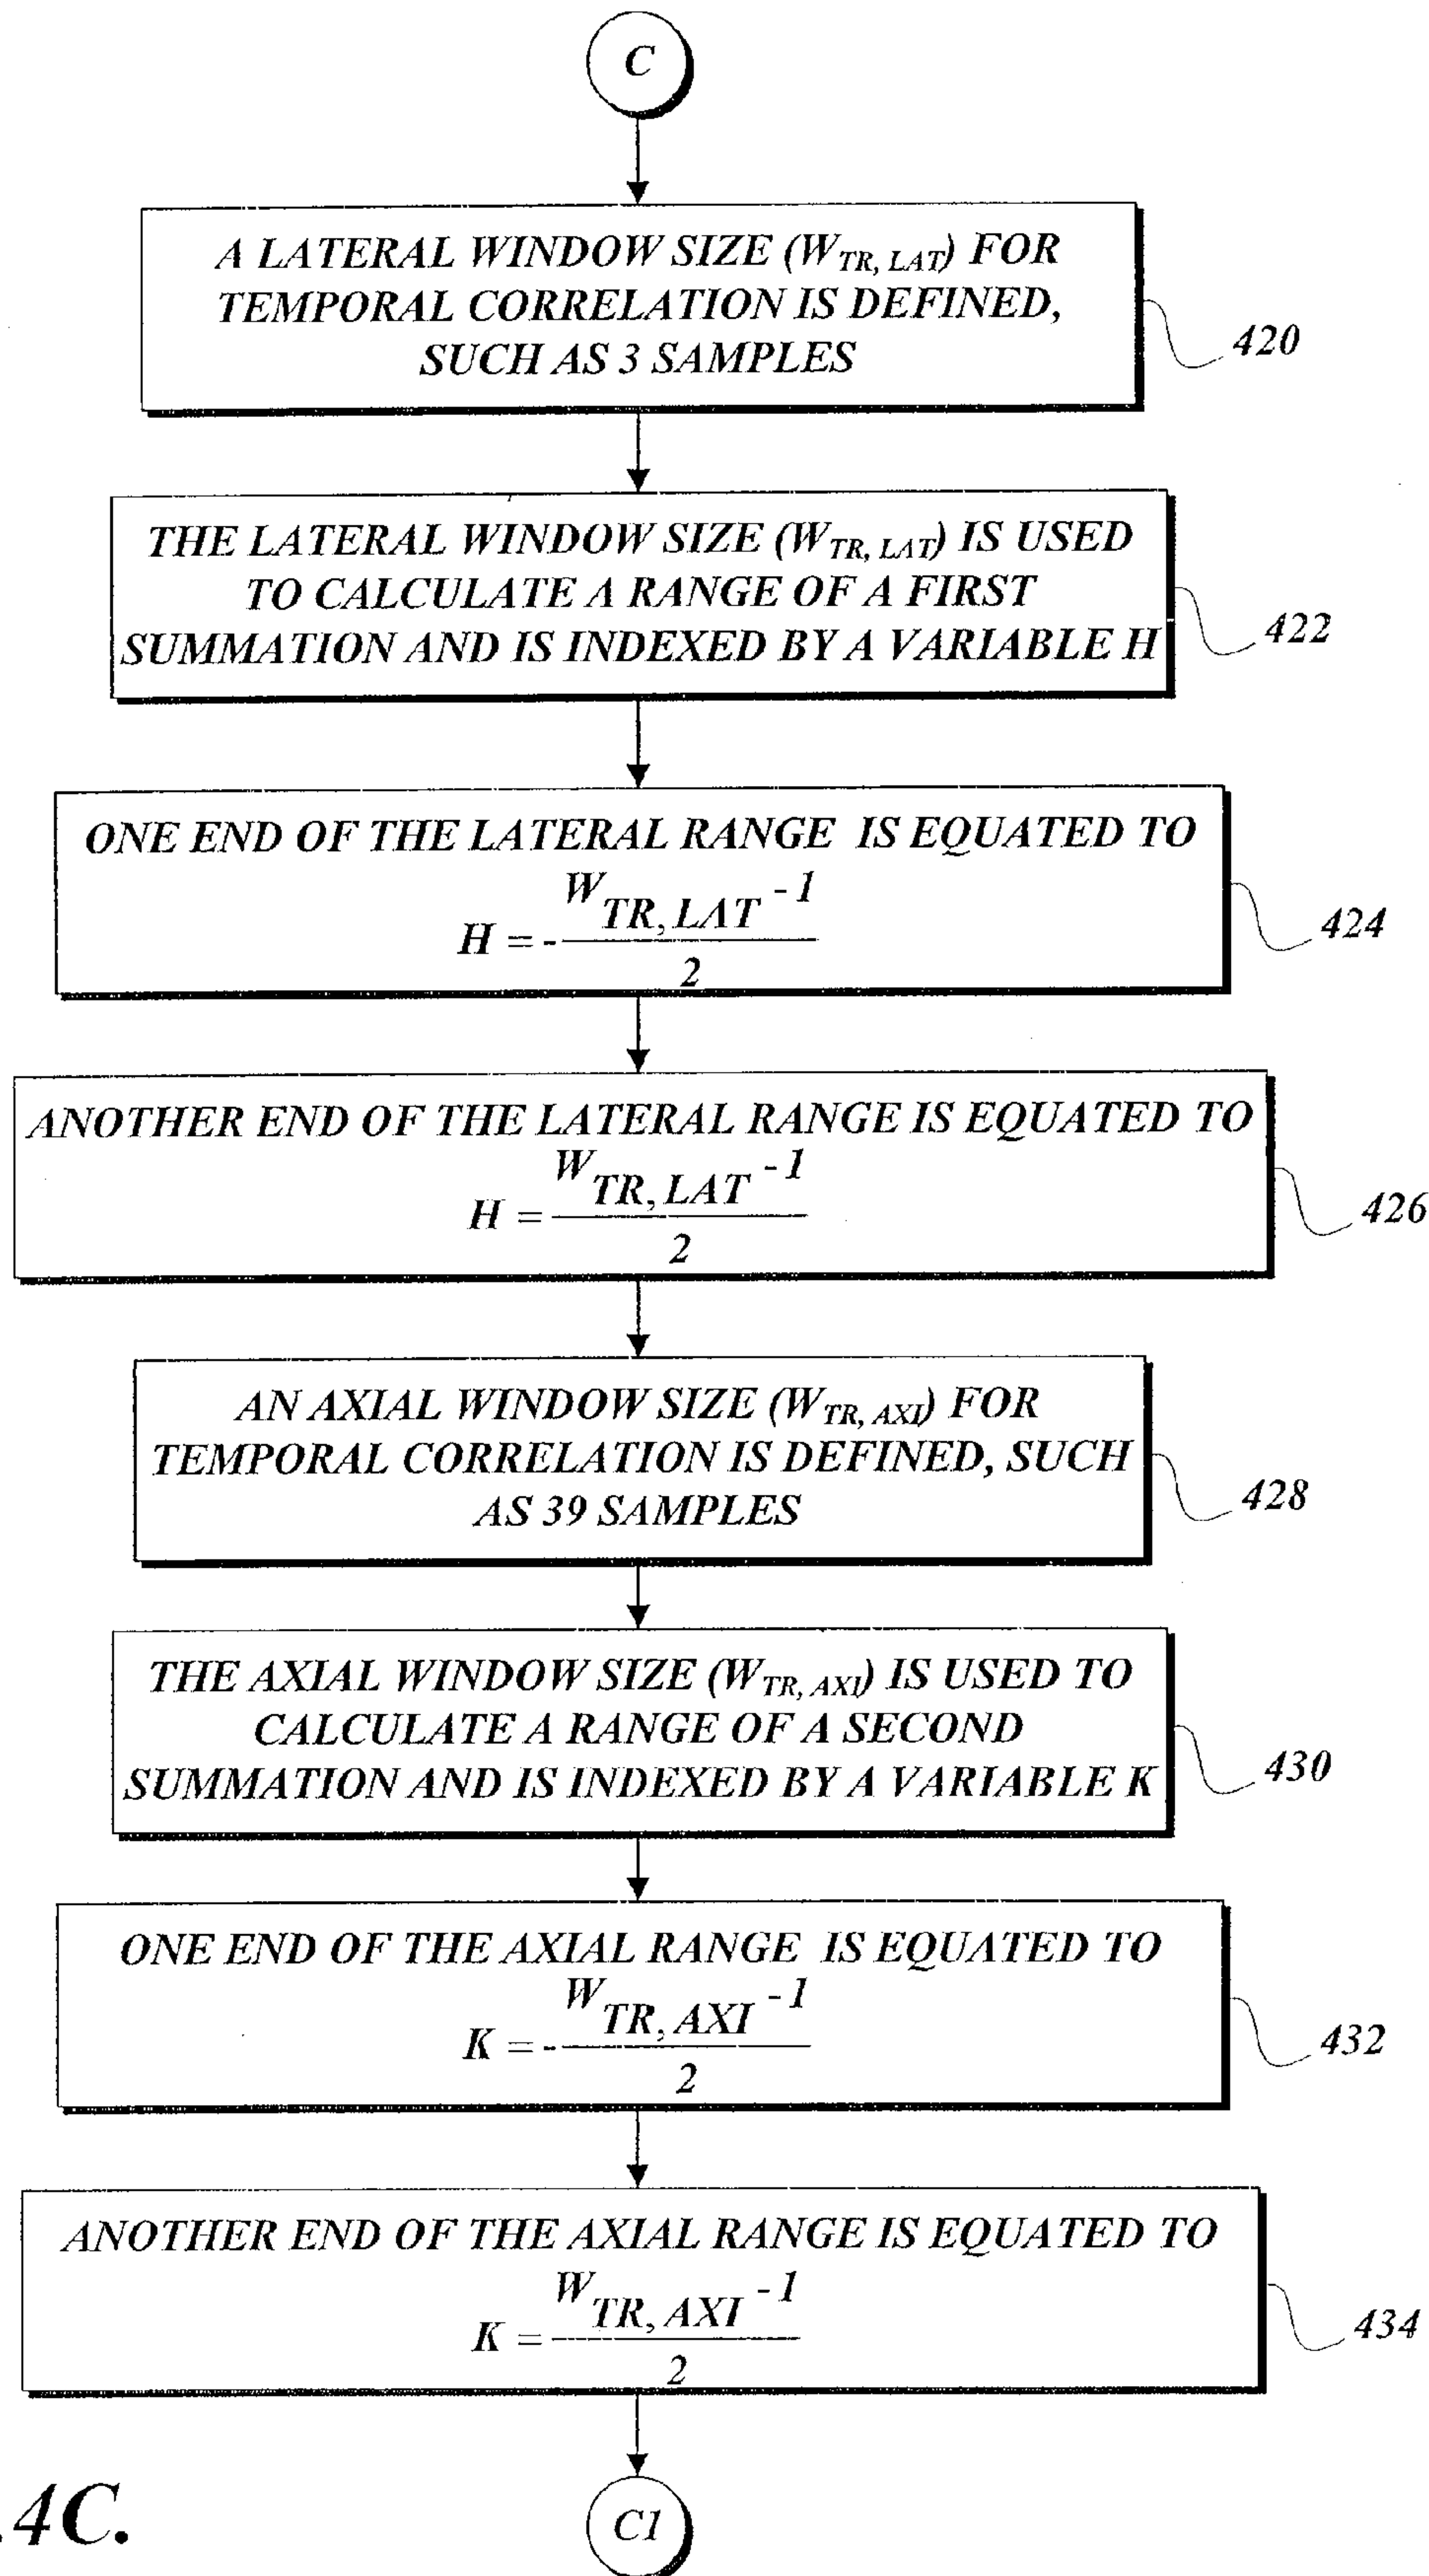 C
A LATERAL WINDOW SIZE (W_TR, LAT) FOR
TEMPORAL CORRELATION IS DEFINED,
SUCH AS 3 SAMPLES
420
THE LATERAL WINDOW SIZE (W_TR, LAT) IS USED
TO CALCULATE A RANGE OF A FIRST
SUMMATION AND IS INDEXED BY A VARIABLE H
422
ONE END OF THE LATERAL RANGE IS EQUATED TO
W_TR, LAT -1
H = -
2
424
ANOTHER END OF THE LATERAL RANGE IS EQUATED TO
W_TR, LAT -1
H =
2
426
AN AXIAL WINDOW SIZE (W_TR, AXI) FOR
TEMPORAL CORRELATION IS DEFINED, SUCH
AS 39 SAMPLES
428
THE AXIAL WINDOW SIZE (W_TR, AXI) IS USED TO
CALCULATE A RANGE OF A SECOND
SUMMATION AND IS INDEXED BY A VARIABLE K
430
ONE END OF THE AXIAL RANGE IS EQUATED TO
W_TR, AXI -1
K = -
2
432
ANOTHER END OF THE AXIAL RANGE IS EQUATED TO
W_TR, AXI -1
K =
2
434
C1
.4C.